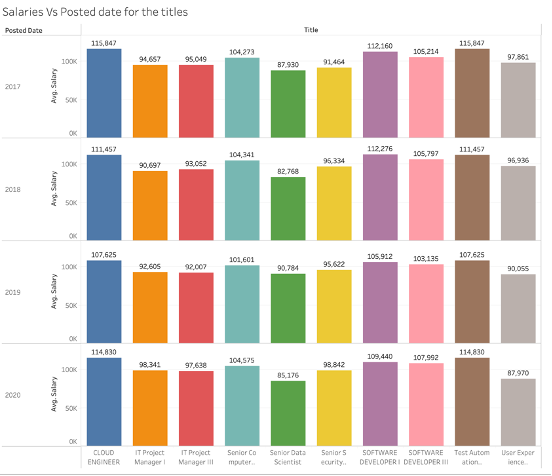 Salaries Vs Posted date for the titles
Posted Date
Title
2017
Avg. Salary
100K
50K
0K
115,847
94,657
95,049
104,273
87,930
91,464
112,160
105,214
115,847
97,861
2018
Avg. Salary
100K
50K
0K
111,457
90,697
93,052
104,341
82,768
96,334
112,276
105,797
111,457
96,936
2019
Avg. Salary
100K
50K
0K
107,625
92,605
92,007
101,601
90,784
95,622
105,912
103,135
107,625
90,055
2020
Avg. Salary
100K
50K
0K
114,830
98,341
97,638
104,575
85,176
98,842
109,440
107,992
114,830
87,970
CLOUD
ENGINEER
IT Project
Manager I
IT Project
Manager III
Senior Co
mputer..
Senior Data
Scientist
Senior S
ecurity..
SOFTWARE
DEVELOPER I
SOFTWARE
DEVELOPER III
Test Autom
ation..
User Exper
ience..